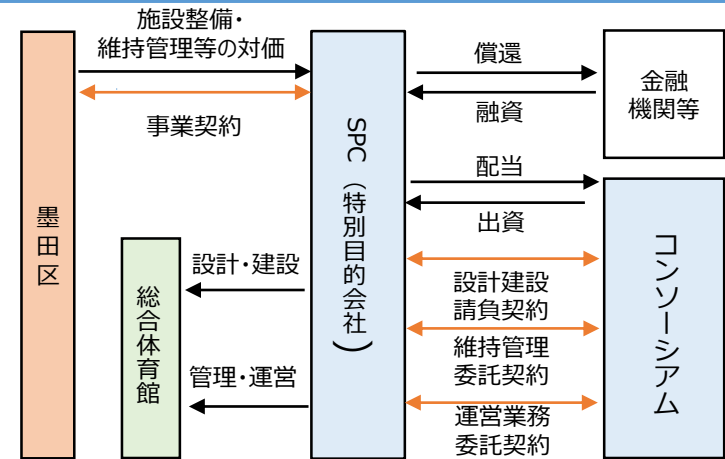 施設整備・
維持管理等の対価
事業契約
墨田区
総合体育館
設計・建設
管理・運営
SPC（特別目的会社）
償還
融資
金融
機関等
配当
出資
設計建設
請負契約
維持管理
委託契約
運営業務
委託契約
コンソーシアム